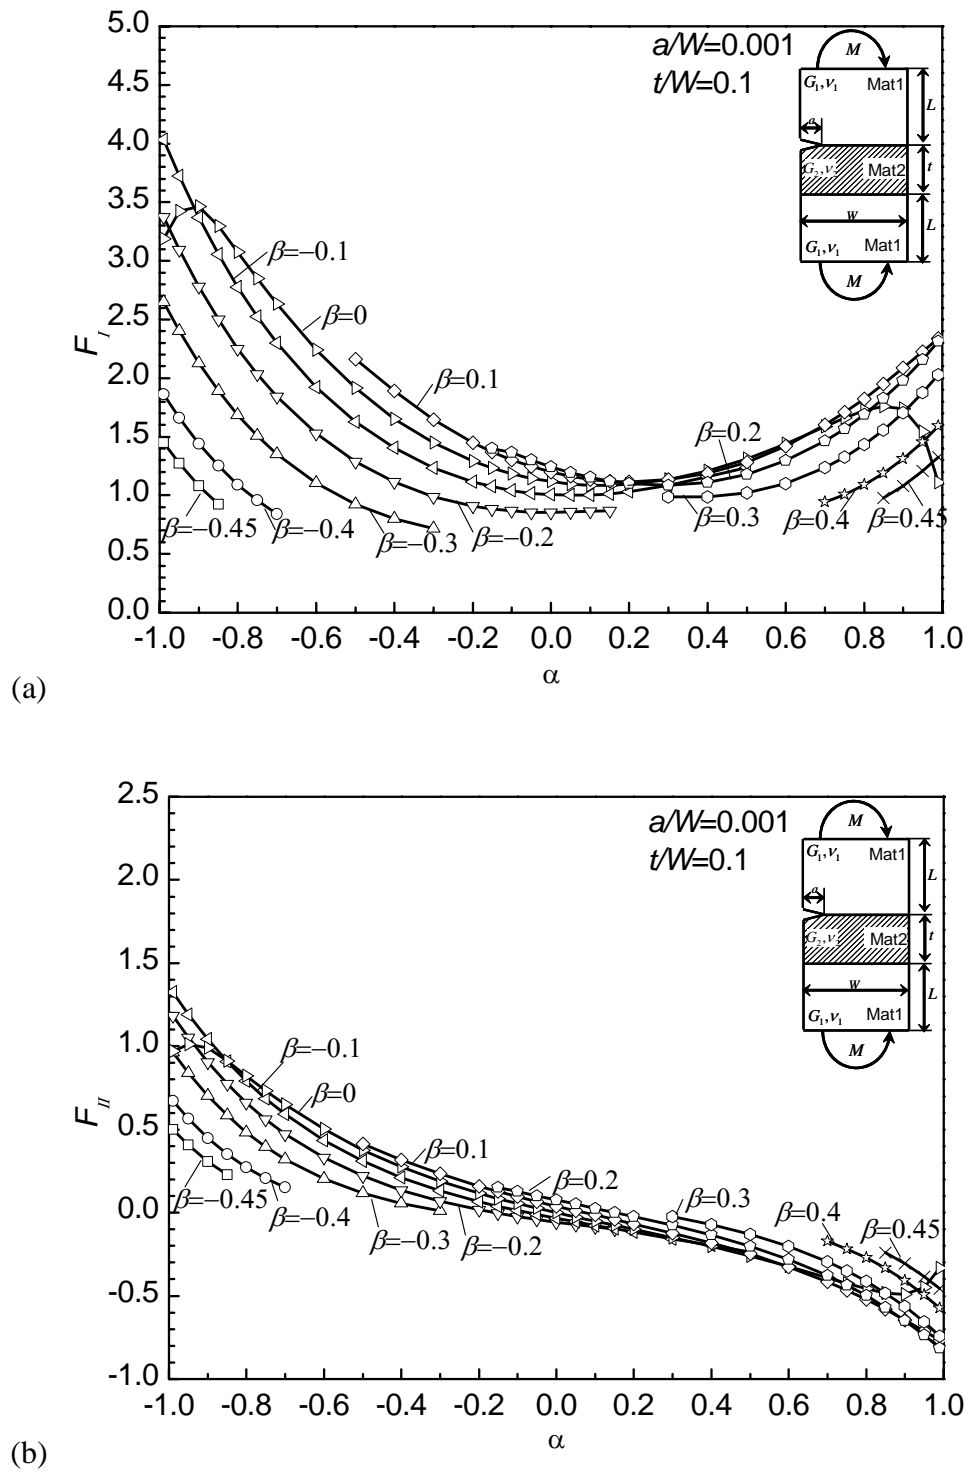 5.0
4.5
4.0
3.5
3.0
2.5
2.0
1.5
1.0
0.5
0.0
F_I
a/W=0.001
t/W=0.1
M
G₁,ν₁ Mat1
a
L
G₂,ν₂ Mat2
t
W
L
G₁,ν₁ Mat1
M
β=−0.1
β=0
β=0.1
β=0.2
β=0.3
β=0.4
β=0.45
β=−0.45
β=−0.4
β=−0.3
β=−0.2
-1.0 -0.8 -0.6 -0.4 -0.2 0.0 0.2 0.4 0.6 0.8 1.0
α
(a)
2.5
2.0
1.5
1.0
0.5
0.0
-0.5
-1.0
F_II
a/W=0.001
t/W=0.1
M
G₁,ν₁ Mat1
a
L
G₂,ν₂ Mat2
t
W
L
G₁,ν₁ Mat1
M
β=−0.1
β=0
β=0.1
β=0.2
β=0.3
β=0.4
β=0.45
β=−0.45
β=−0.4
β=−0.3
β=−0.2
-1.0 -0.8 -0.6 -0.4 -0.2 0.0 0.2 0.4 0.6 0.8 1.0
α
(b)